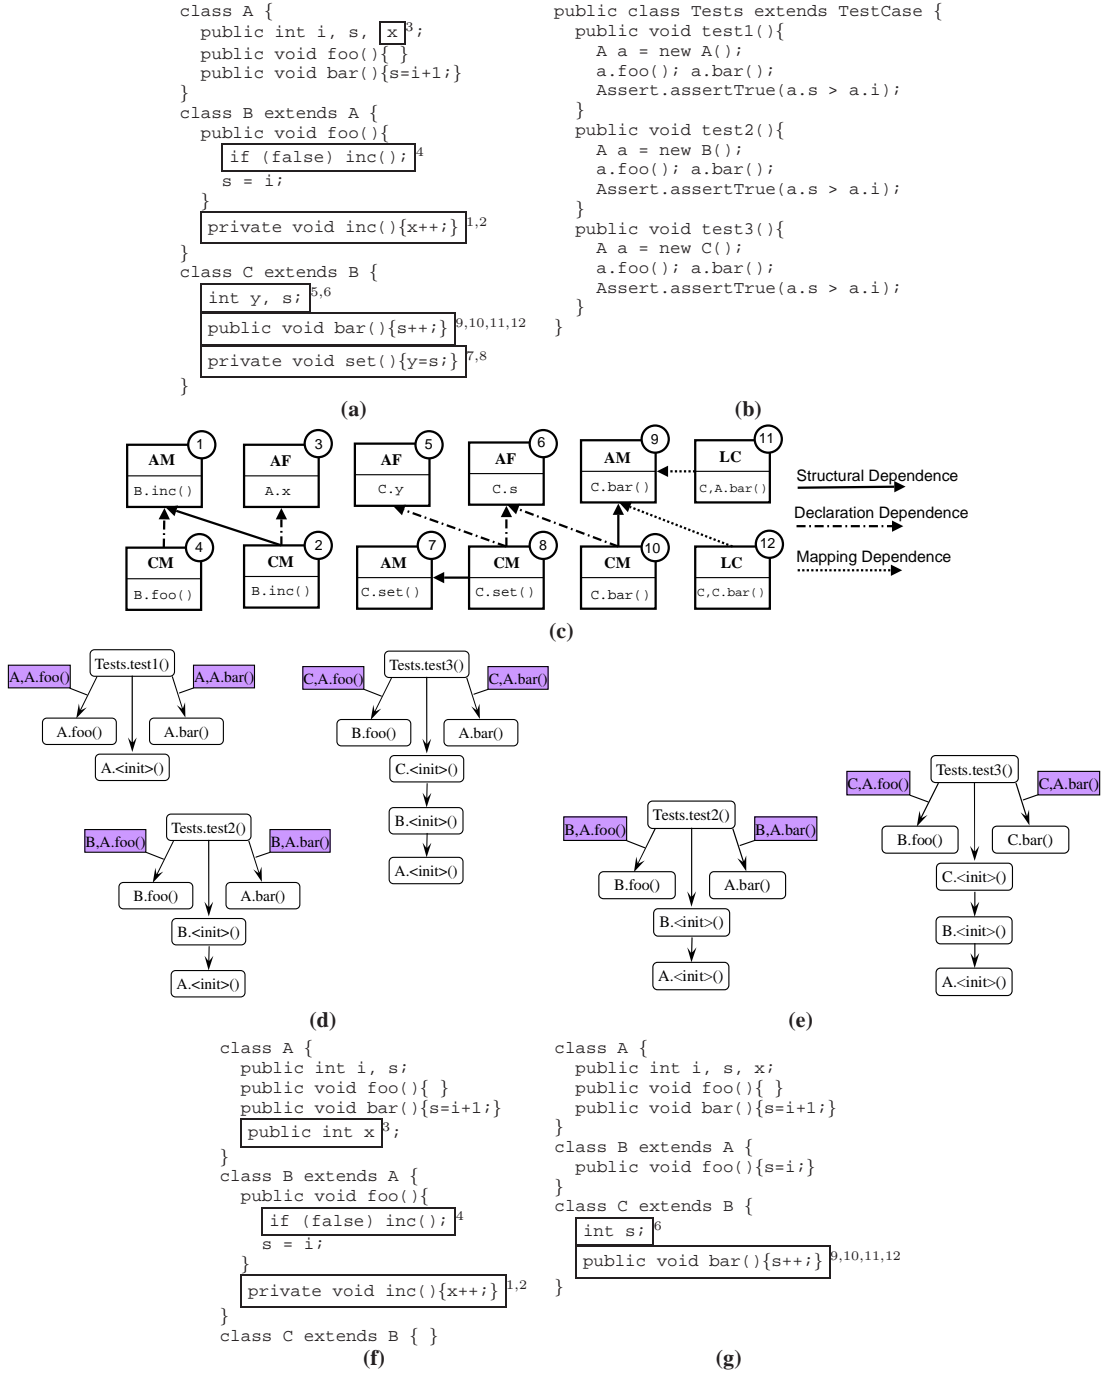 class A {
public int i, s, x3;
public void foo(){ }
public void bar(){s=i+1;}
}
class B extends A {
public void foo(){
if (false) inc();4
s = i;
}
private void inc(){x++;}1,2
}
class C extends B {
int y, s;5,6
public void bar(){s++;}9,10,11,12
private void set(){y=s;}7,8
}
(a)
public class Tests extends TestCase {
public void test1(){
A a = new A();
a.foo(); a.bar();
Assert.assertTrue(a.s > a.i);
}
public void test2(){
A a = new B();
a.foo(); a.bar();
Assert.assertTrue(a.s > a.i);
}
public void test3(){
A a = new C();
a.foo(); a.bar();
Assert.assertTrue(a.s > a.i);
}
}
(b)
1
AM
B.inc()
3
AF
A.x
5
AF
C.y
6
AF
C.s
9
AM
C.bar()
11
LC
C,A.bar()
4
CM
B.foo()
2
CM
B.inc()
7
AM
C.set()
8
CM
C.set()
10
CM
C.bar()
12
LC
C,C.bar()
Structural Dependence
Declaration Dependence
Mapping Dependence
(c)
Tests.test1()
A,A.foo()
A,A.bar()
A.foo()
A.bar()
A.<init>()
Tests.test3()
C,A.foo()
C,A.bar()
B.foo()
A.bar()
C.<init>()
B.<init>()
A.<init>()
Tests.test2()
B,A.foo()
B,A.bar()
B.foo()
A.bar()
B.<init>()
A.<init>()
(d)
Tests.test2()
B,A.foo()
B,A.bar()
B.foo()
A.bar()
B.<init>()
A.<init>()
Tests.test3()
C,A.foo()
C,A.bar()
B.foo()
C.bar()
C.<init>()
B.<init>()
A.<init>()
(e)
class A {
public int i, s;
public void foo(){ }
public void bar(){s=i+1;}
public int x3;
}
class B extends A {
public void foo(){
if (false) inc();4
s = i;
}
private void inc(){x++;}1,2
}
class C extends B { }
(f)
class A {
public int i, s, x;
public void foo(){ }
public void bar(){s=i+1;}
}
class B extends A {
public void foo(){s=i;}
}
class C extends B {
int s;6
public void bar(){s++;}9,10,11,12
}
(g)